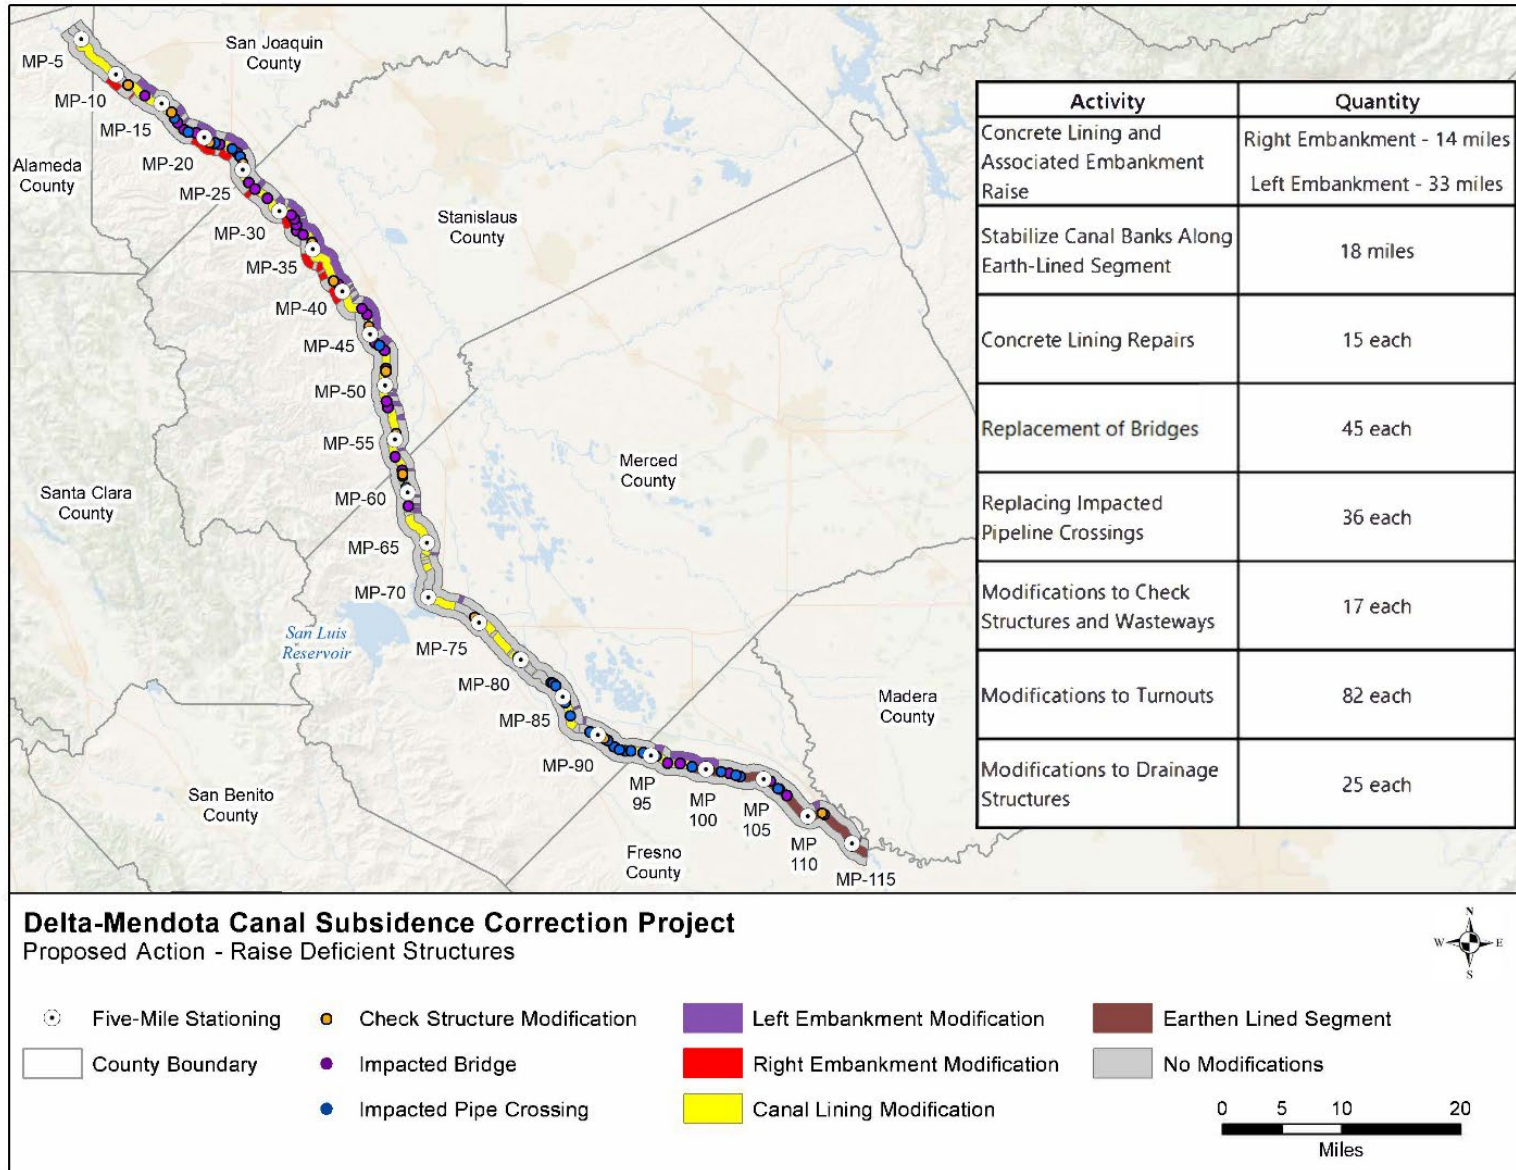 San Joaquin
County
MP-5
MP-10
MP-15
Alameda
County
MP-20
MP-25
Stanislaus
County
MP-30
MP-35
MP-40
MP-45
MP-50
MP-55
Merced
County
Santa Clara
County
MP-60
MP-65
MP-70
San Luis
Reservoir
MP-75
MP-80
Madera
County
MP-85
MP-90
MP
95
MP
100
MP
105
MP
110
MP-115
San Benito
County
Fresno
County
Activity Quantity
Concrete Lining and
Associated Embankment
Raise
Right Embankment - 14 miles
Left Embankment - 33 miles
Stabilize Canal Banks Along
Earth-Lined Segment
18 miles
Concrete Lining Repairs 15 each
Replacement of Bridges 45 each
Replacing Impacted
Pipeline Crossings
36 each
Modifications to Check
Structures and Wasteways
17 each
Modifications to Turnouts 82 each
Modifications to Drainage
Structures
25 each
Delta-Mendota Canal Subsidence Correction Project
Proposed Action - Raise Deficient Structures
N
W E
S
Five-Mile Stationing
County Boundary
Check Structure Modification
Impacted Bridge
Impacted Pipe Crossing
Left Embankment Modification
Right Embankment Modification
Canal Lining Modification
Earthen Lined Segment
No Modifications
0 5 10 20
Miles